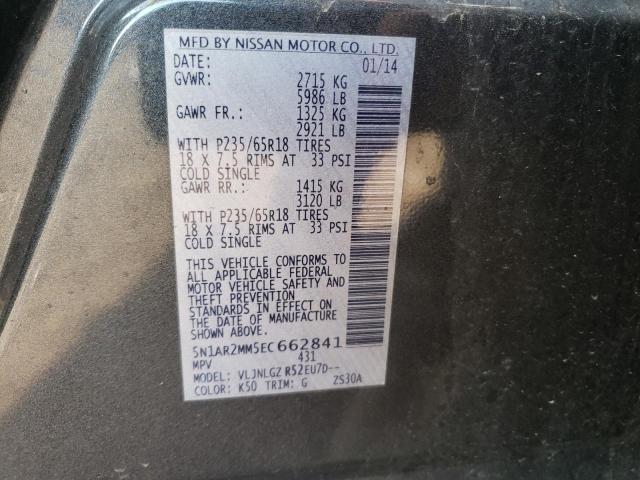 MFD BY NISSAN MOTOR CO., LTD.
DATE: 01/14
GVWR: 2715 KG
5986 LB
GAWR FR.: 1325 KG
2921 LB
WITH P235/65R18 TIRES
18 X 7.5 RIMS AT 33 PSI
COLD SINGLE
GAWR RR.: 1415 KG
3120 LB
WITH P235/65R18 TIRES
18 X 7.5 RIMS AT 33 PSI
COLD SINGLE
THIS VEHICLE CONFORMS TO
ALL APPLICABLE FEDERAL
MOTOR VEHICLE SAFETY AND
THEFT PREVENTION
STANDARDS IN EFFECT ON
THE DATE OF MANUFACTURE
SHOWN ABOVE.
5N1AR2MM5EC662841
MPV 431
MODEL: VLJNLGZ R52EU7D--
COLOR: K50 TRIM: G ZS30A